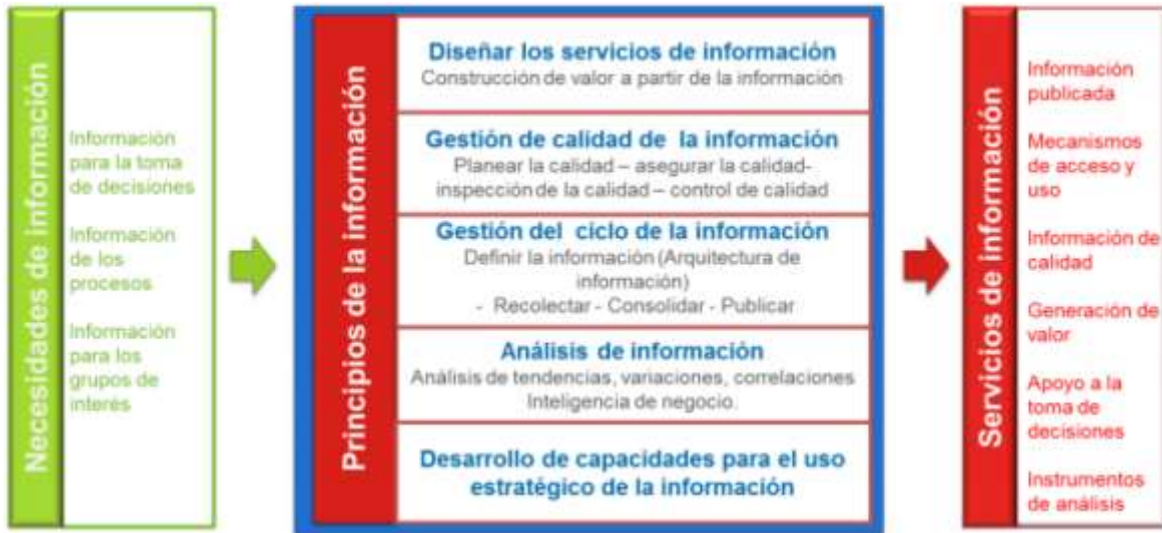 Necesidades de información
Información
para la toma
de decisiones
Información
de los
procesos
Información
para los
grupos de
interés
Principios de la información
Diseñar los servicios de información
Construcción de valor a partir de la información
Gestión de calidad de la información
Planear la calidad – asegurar la calidad-
inspección de la calidad – control de calidad
Gestión del ciclo de la información
Definir la información (Arquitectura de
información)
- Recolectar - Consolidar - Publicar
Análisis de información
Análisis de tendencias, variaciones, correlaciones
Inteligencia de negocio.
Desarrollo de capacidades para el uso
estratégico de la información
Servicios de información
Información
publicada
Mecanismos
de acceso y
uso
Información de
calidad
Generación de
valor
Apoyo a la
toma de
decisiones
Instrumentos
de análisis